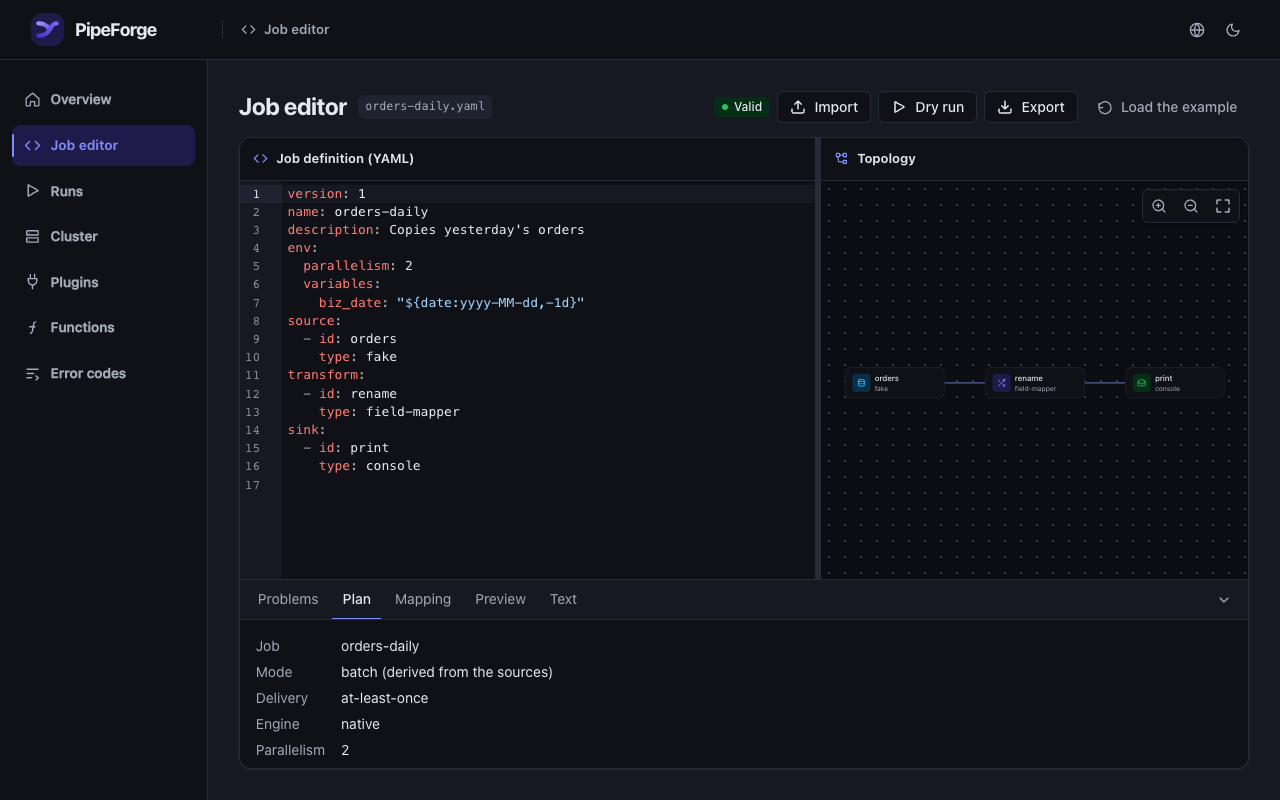 PipeForge
Job editor
Overview
Job editor
Runs
Cluster
Plugins
Functions
Error codes
Job editor orders-daily.yaml
Valid Import Dry run Export Load the example
Job definition (YAML)
1 version: 1
2 name: orders-daily
3 description: Copies yesterday's orders
4 env:
5   parallelism: 2
6   variables:
7     biz_date: "${date:yyyy-MM-dd,-1d}"
8 source:
9   - id: orders
10     type: fake
11 transform:
12   - id: rename
13     type: field-mapper
14 sink:
15   - id: print
16     type: console
17
Topology
orders
fake
rename
field-mapper
print
console
Problems Plan Mapping Preview Text
Job orders-daily
Mode batch (derived from the sources)
Delivery at-least-once
Engine native
Parallelism 2